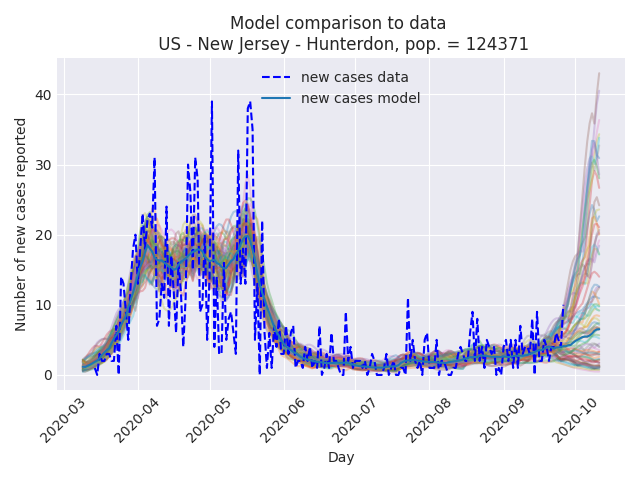 Model comparison to data
US - New Jersey - Hunterdon, pop. = 124371
new cases data
new cases model
Number of new cases reported
40
30
20
10
0
2020-03
2020-04
2020-05
2020-06
2020-07
2020-08
2020-09
2020-10
Day